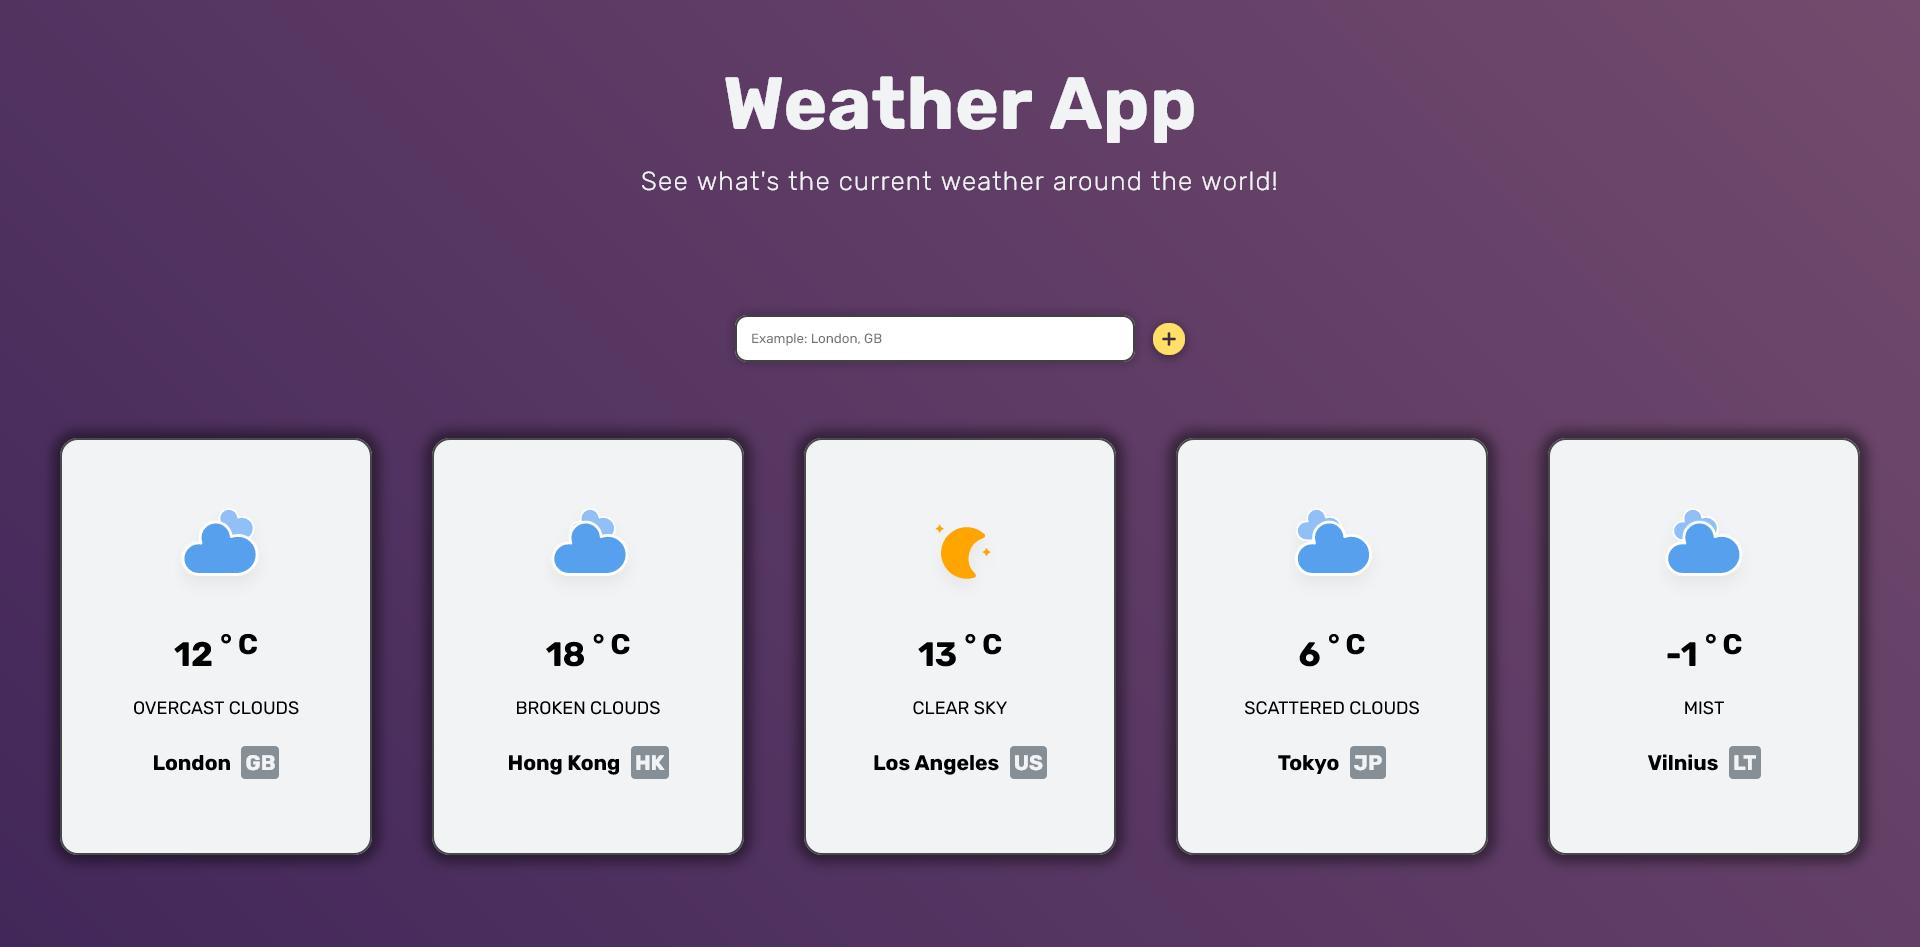 Weather App
See what's the current weather around the world!
Example: London, GB
12 °C
OVERCAST CLOUDS
London GB
18 °C
BROKEN CLOUDS
Hong Kong HK
13 °C
CLEAR SKY
Los Angeles US
6 °C
SCATTERED CLOUDS
Tokyo JP
-1 °C
MIST
Vilnius LT